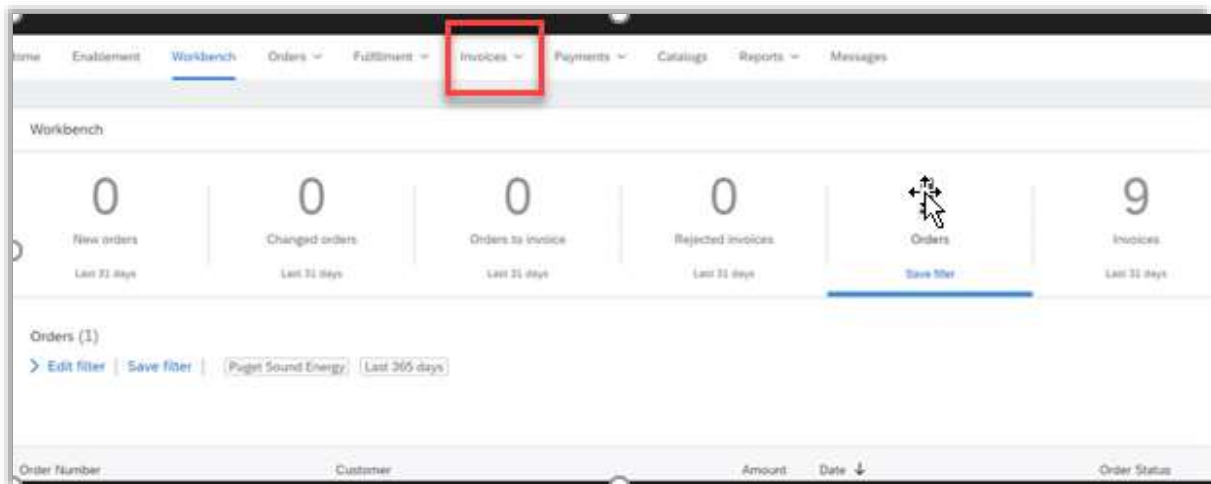 Enablement Workbench Orders Fulfillment Invoices Payments Catalogs Reports Messages
Workbench
0 0 0 0 9
New orders Changed orders Orders to invoice Rejected invoices Orders Invoices
Last 31 days Last 31 days Last 31 days Last 31 days Save filter Last 31 days
Orders (1)
Edit filter | Save filter | Puget Sound Energy Last 365 days
Order Number Customer Amount Date Order Status